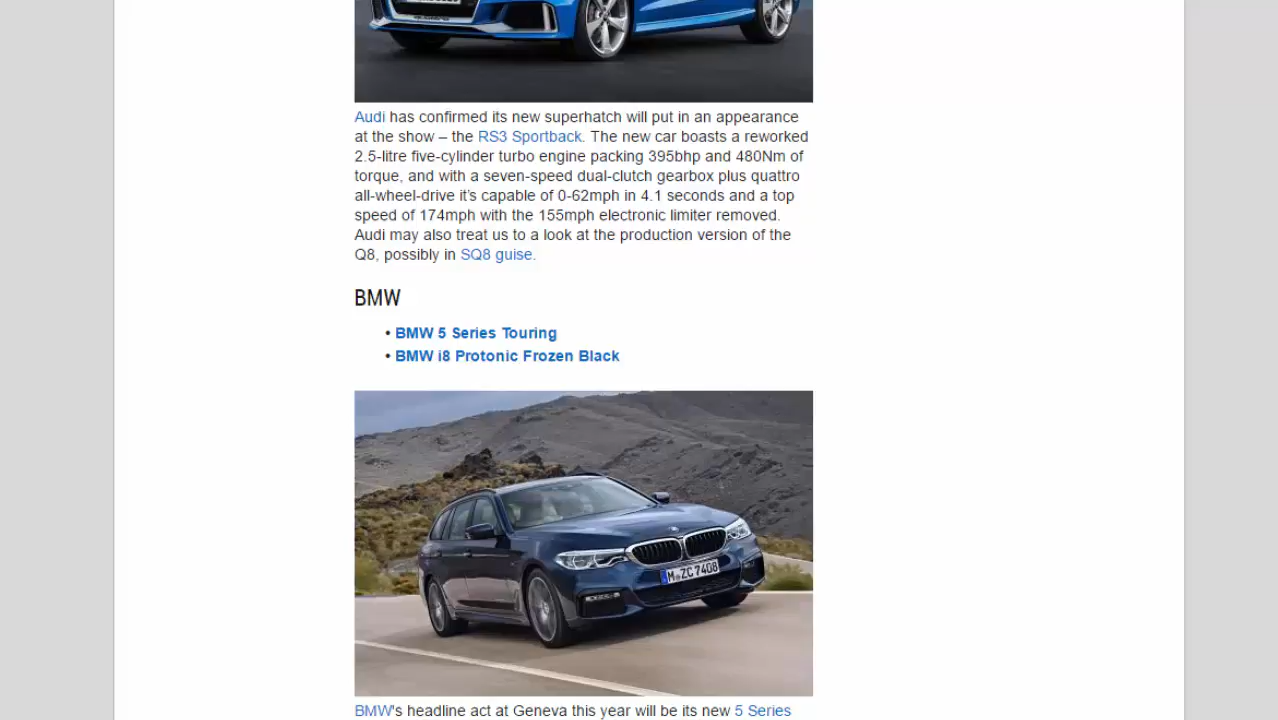 Audi has confirmed its new superhatch will put in an appearance
at the show – the RS3 Sportback. The new car boasts a reworked
2.5-litre five-cylinder turbo engine packing 395bhp and 480Nm of
torque, and with a seven-speed dual-clutch gearbox plus quattro
all-wheel-drive it's capable of 0-62mph in 4.1 seconds and a top
speed of 174mph with the 155mph electronic limiter removed.
Audi may also treat us to a look at the production version of the
Q8, possibly in SQ8 guise.
BMW
• BMW 5 Series Touring
• BMW i8 Protonic Frozen Black
M ZC 7408
BMW's headline act at Geneva this year will be its new 5 Series